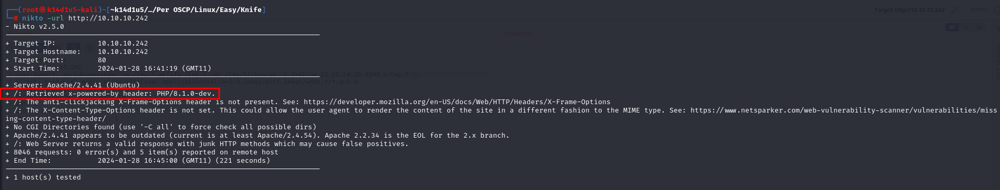 ┌──(root㉿k14d1u5-kali)-[~k14d1u5/…/Per OSCP/Linux/Easy/Knife]
└─# nikto -url http://10.10.10.242
Target: http://10.10.10.242 HTTP/1
- Nikto v2.5.0
Response
+ Target IP: 10.10.10.242
+ Target Hostname: 10.10.10.242
+ Target Port: 80
+ Start Time: 2024-01-28 16:41:19 (GMT11)
+ Server: Apache/2.4.41 (Ubuntu)
+ /: Retrieved x-powered-by header: PHP/8.1.0-dev.
+ /: The anti-clickjacking X-Frame-Options header is not present. See: https://developer.mozilla.org/en-US/docs/Web/HTTP/Headers/X-Frame-Options
+ /: The X-Content-Type-Options header is not set. This could allow the user agent to render the content of the site in a different fashion to the MIME type. See: https://www.netsparker.com/web-vulnerability-scanner/vulnerabilities/miss
ing-content-type-header/
+ No CGI Directories found (use '-C all' to force check all possible dirs)
+ Apache/2.4.41 appears to be outdated (current is at least Apache/2.4.54). Apache 2.2.34 is the EOL for the 2.x branch.
+ /: Web Server returns a valid response with junk HTTP methods which may cause false positives.
+ 8046 requests: 0 error(s) and 5 item(s) reported on remote host
+ End Time: 2024-01-28 16:45:00 (GMT11) (221 seconds)
+ 1 host(s) tested